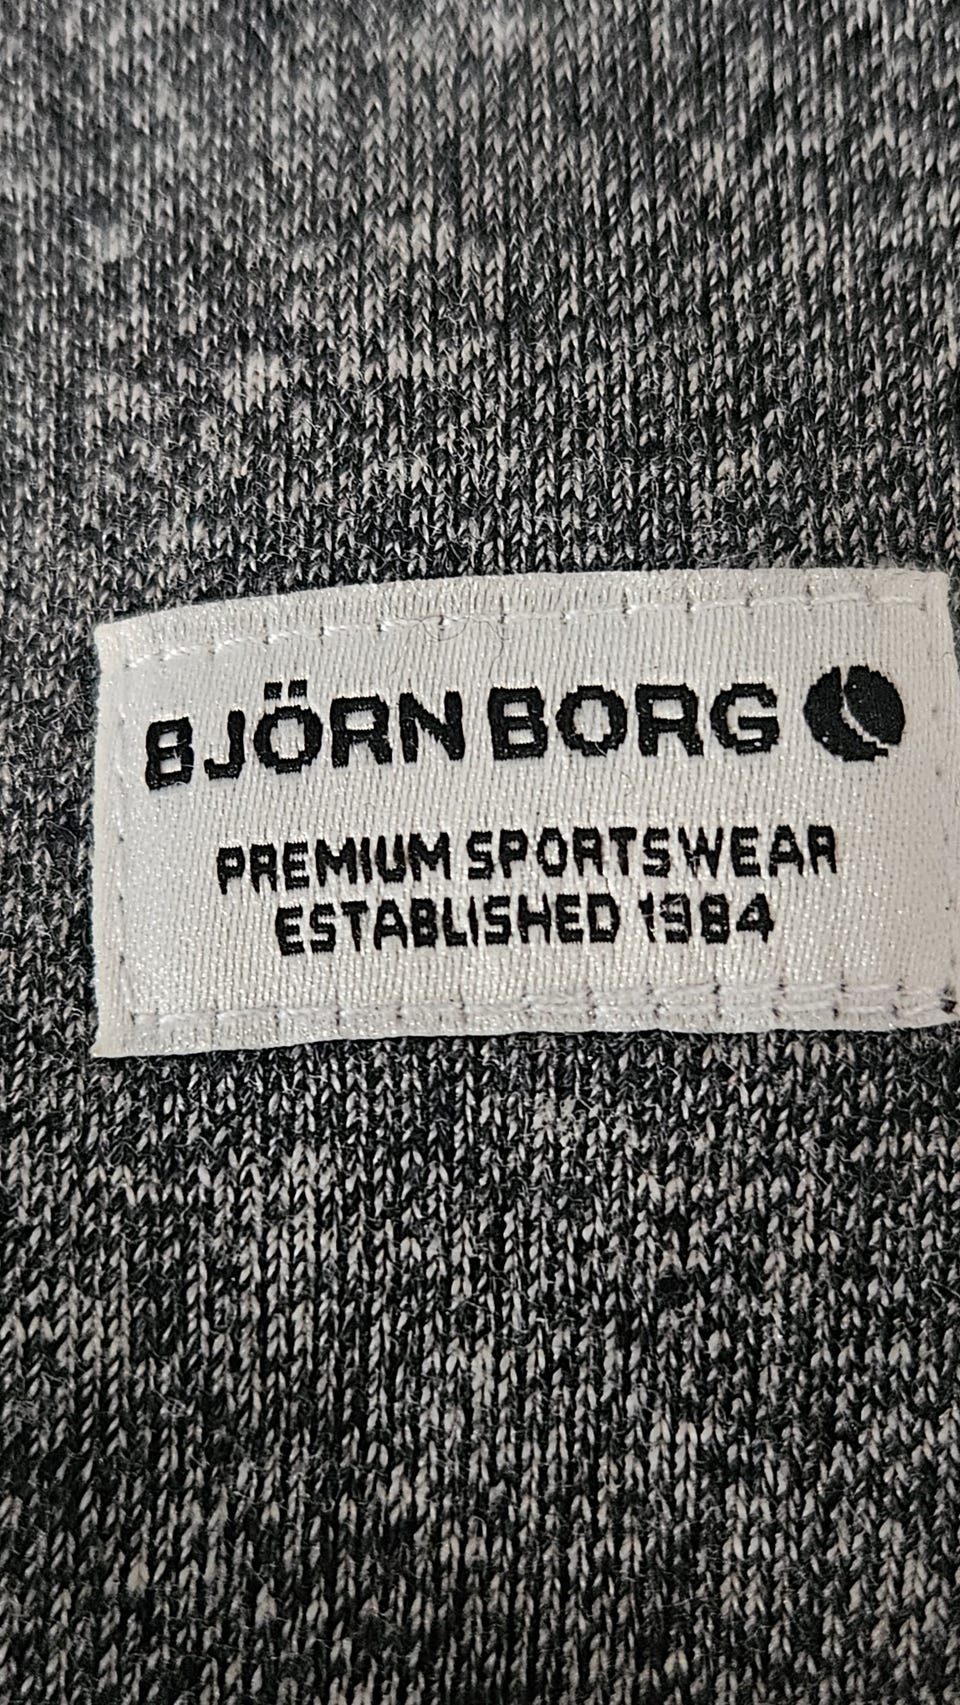 BJÖRN BORG
PREMIUM SPORTSWEAR
ESTABLISHED 1984